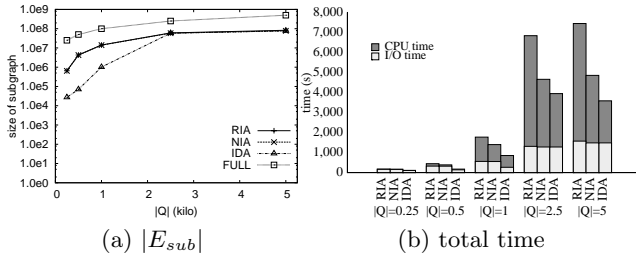 1.0e9
1.0e8
1.0e7
1.0e6
1.0e5
1.0e4
1.0e3
1.0e2
1.0e1
1.0e0
size of subgraph
RIA
NIA
IDA
FULL
0 1 2 3 4 5
|Q| (kilo)
(a) |E_sub|
8,000
7,000
6,000
5,000
4,000
3,000
2,000
1,000
0
time (s)
CPU time
I/O time
RIA NIA IDA RIA NIA IDA RIA NIA IDA RIA NIA IDA RIA NIA IDA
|Q|=0.25 |Q|=0.5 |Q|=1 |Q|=2.5 |Q|=5
(b) total time